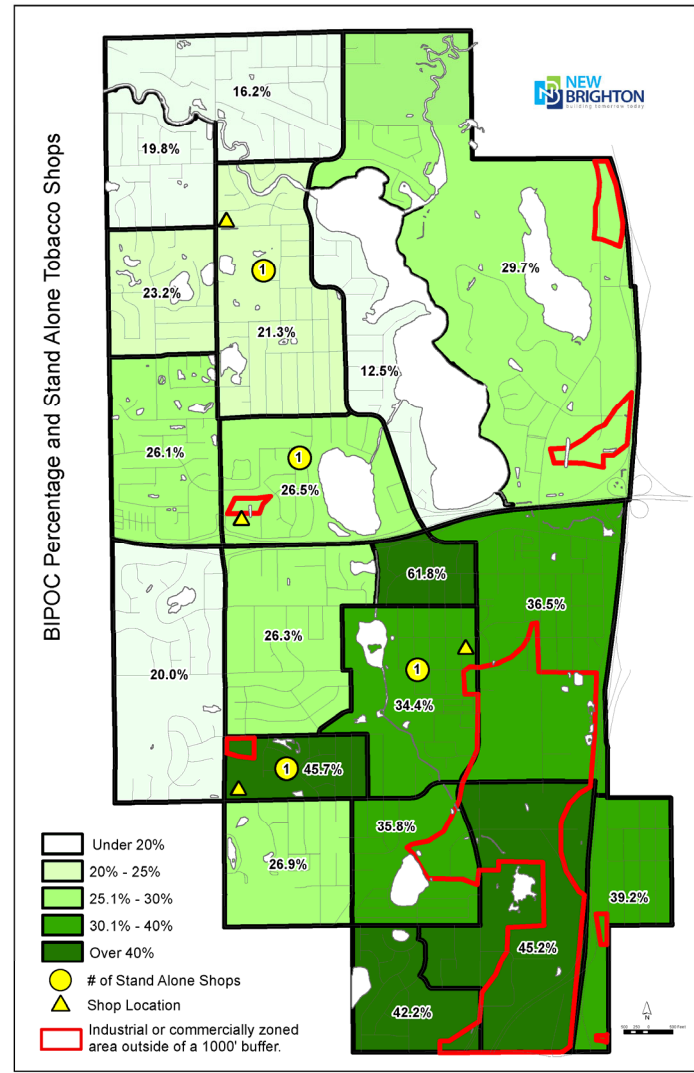 BIPOC Percentage and Stand Alone Tobacco Shops
NEW
BRIGHTON
building tomorrow today
16.2%
19.8%
29.7%
1
23.2%
21.3%
12.5%
26.1%
1
26.5%
61.8%
36.5%
26.3%
20.0%
1
34.4%
1
45.7%
35.8%
26.9%
39.2%
45.2%
42.2%
Under 20%
20% - 25%
25.1% - 30%
30.1% - 40%
Over 40%
# of Stand Alone Shops
Shop Location
Industrial or commercially zoned
area outside of a 1000' buffer.
N